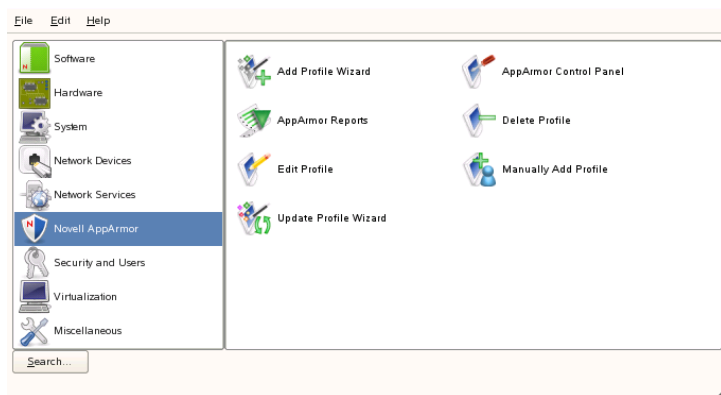 File Edit Help
Software
Hardware
System
Network Devices
Network Services
Novell AppArmor
Security and Users
Virtualization
Miscellaneous
Add Profile Wizard
AppArmor Control Panel
AppArmor Reports
Delete Profile
Edit Profile
Manually Add Profile
Update Profile Wizard
Search...